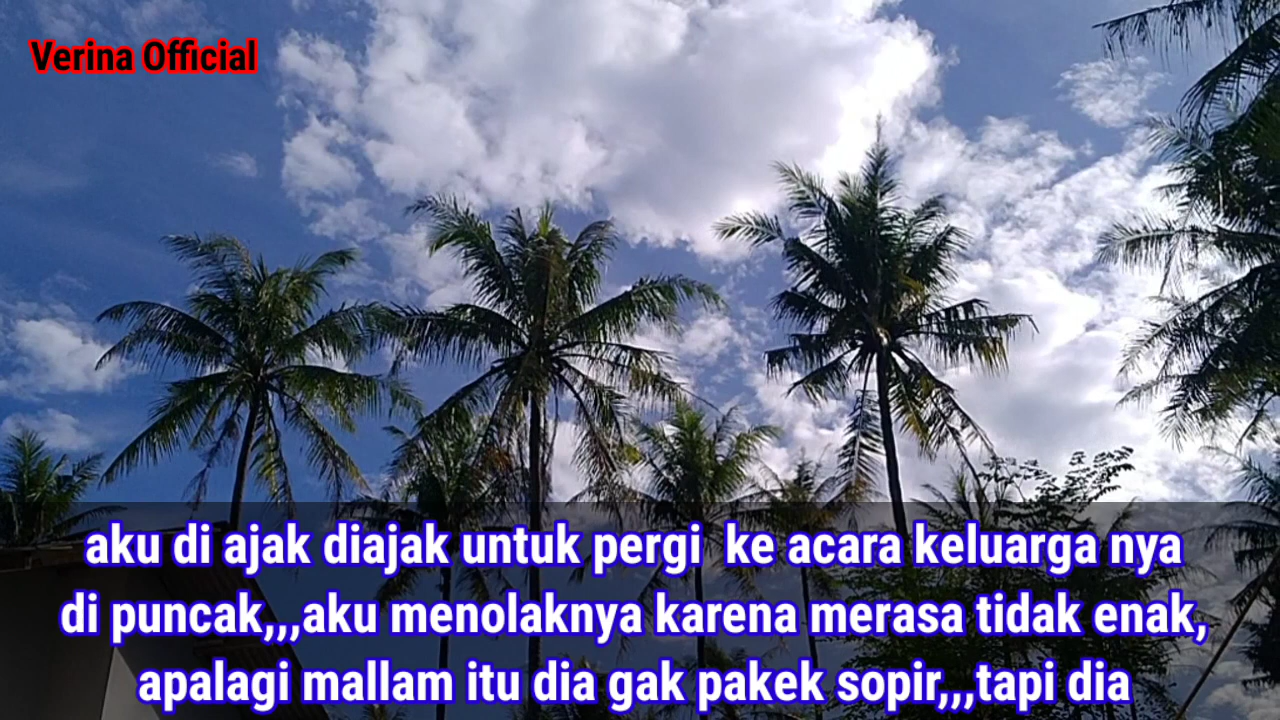 Verina Official
aku di ajak diajak untuk pergi  ke acara keluarga nya
di puncak,,,aku menolaknya karena merasa tidak enak,
apalagi mallam itu dia gak pakek sopir,,,tapi dia